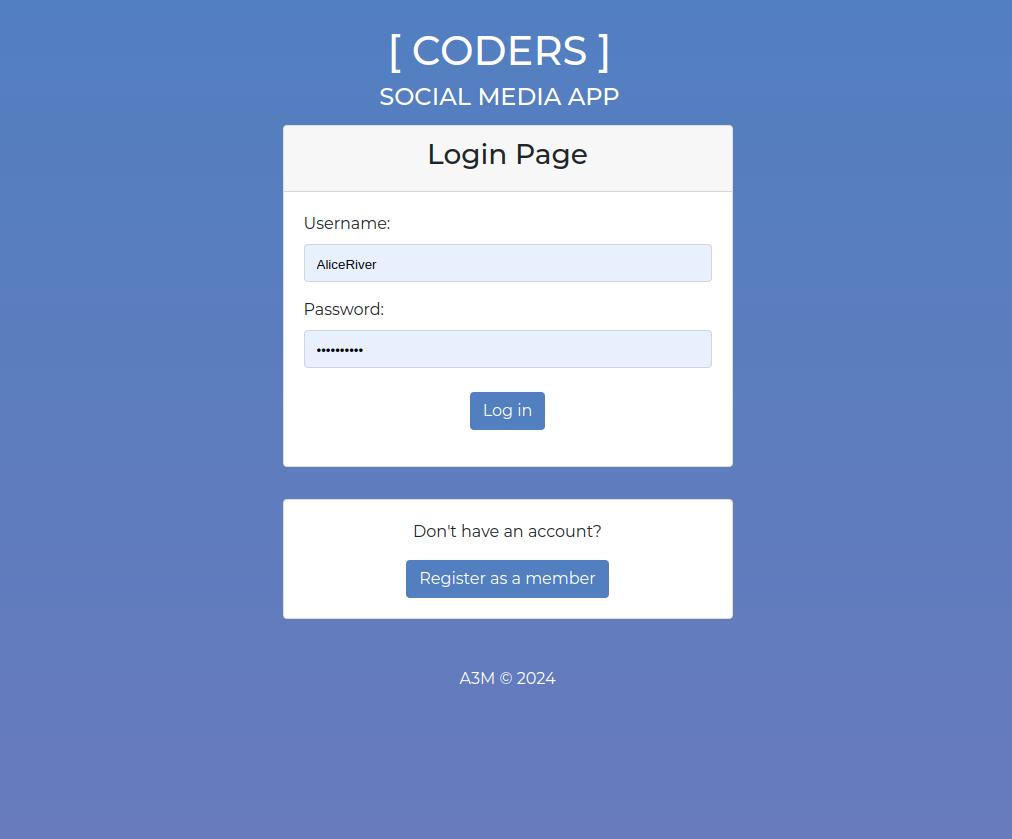 [ CODERS ]
SOCIAL MEDIA APP
Login Page
Username:
AliceRiver
Password:
••••••••••
Log in
Don't have an account?
Register as a member
A3M © 2024